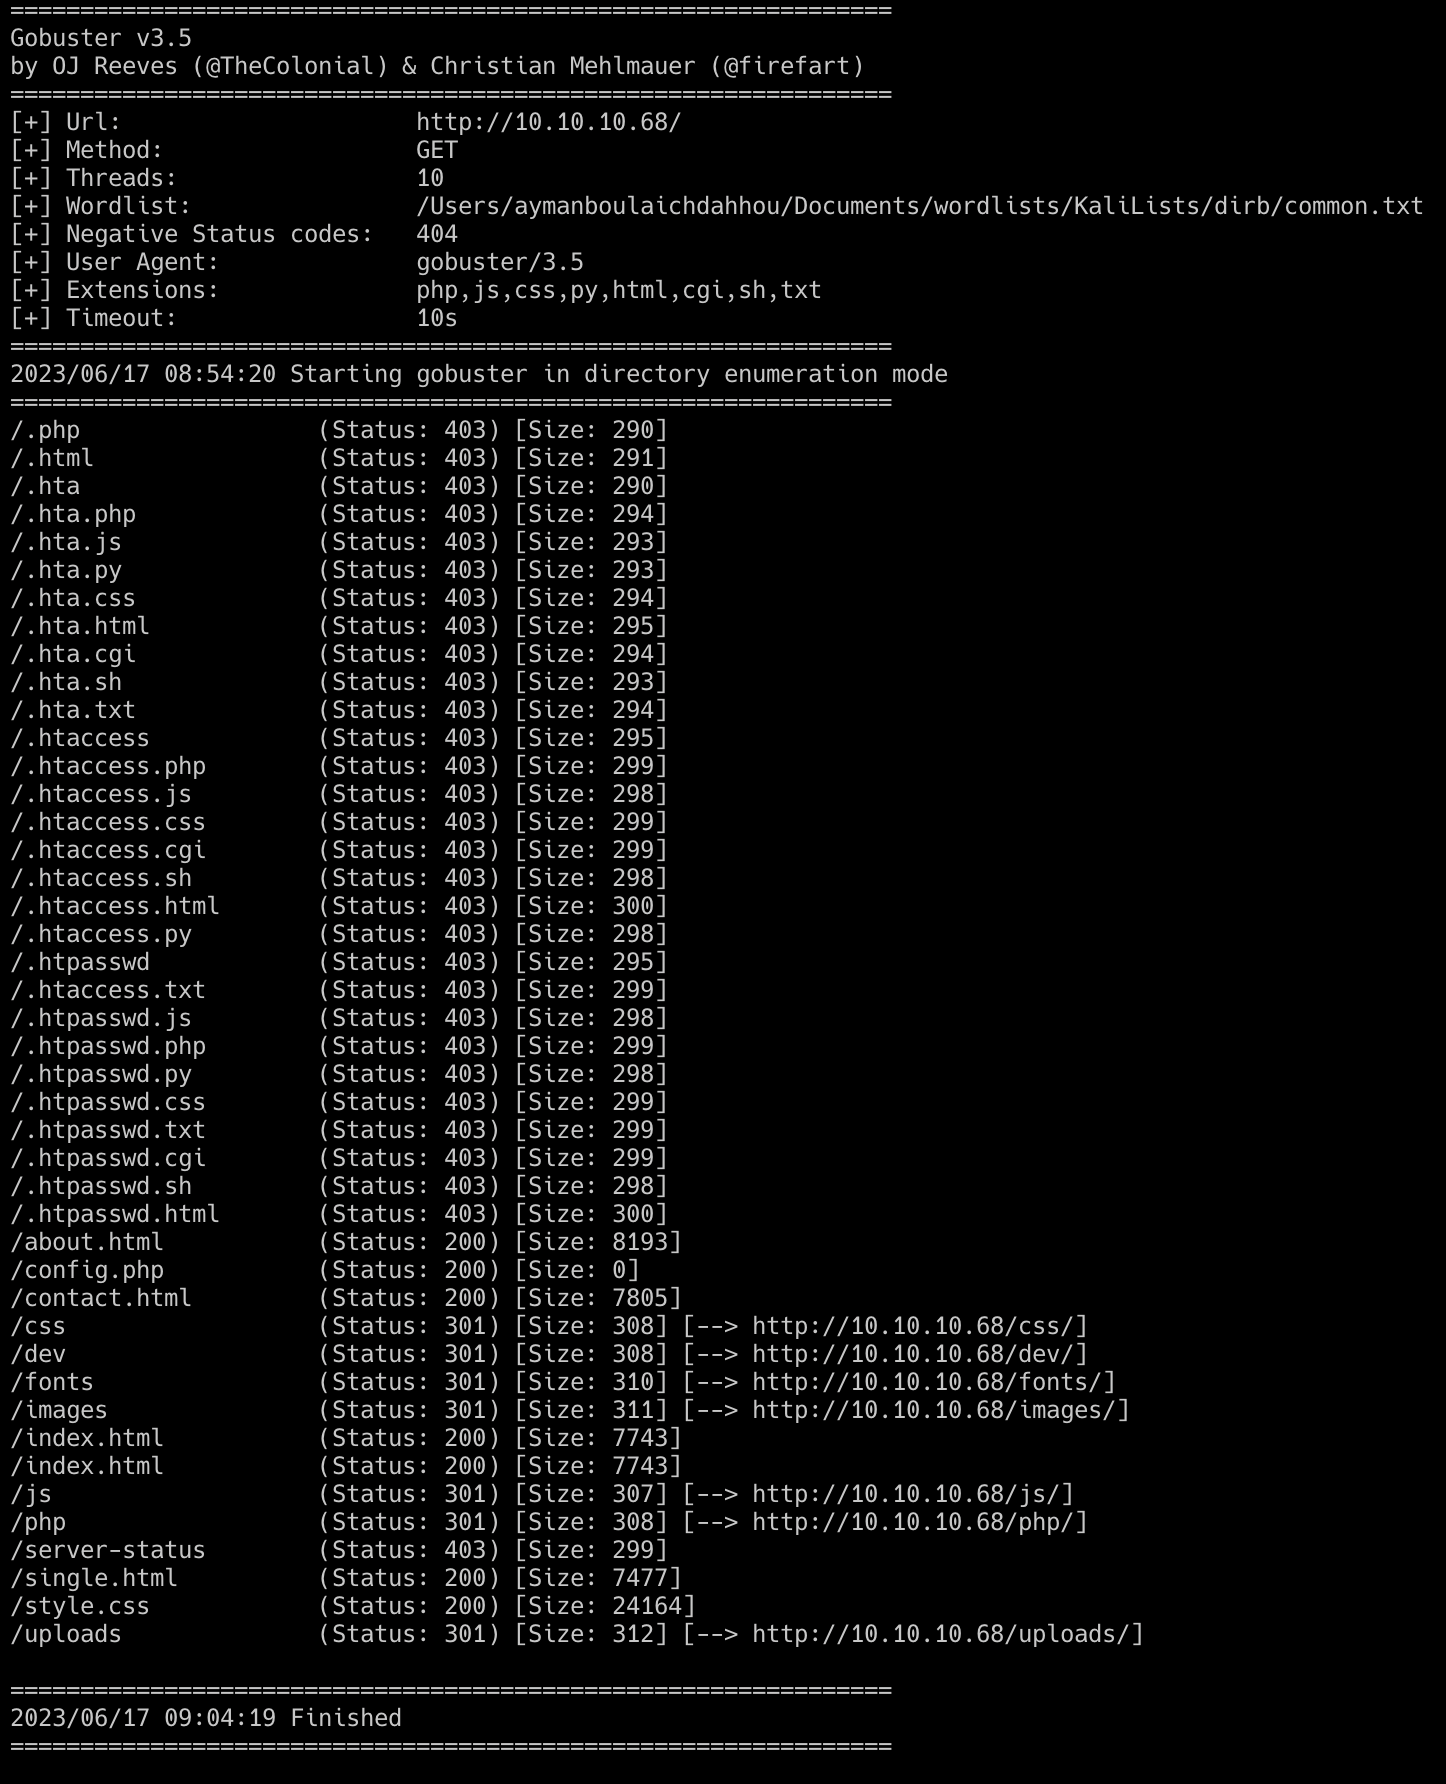 ===============================================================
Gobuster v3.5
by OJ Reeves (@TheColonial) & Christian Mehlmauer (@firefart)
===============================================================
[+] Url:                     http://10.10.10.68/
[+] Method:                  GET
[+] Threads:                 10
[+] Wordlist:                /Users/aymanboulaichdahhou/Documents/wordlists/KaliLists/dirb/common.txt
[+] Negative Status codes:   404
[+] User Agent:              gobuster/3.5
[+] Extensions:              php,js,css,py,html,cgi,sh,txt
[+] Timeout:                 10s
===============================================================
2023/06/17 08:54:20 Starting gobuster in directory enumeration mode
===============================================================
/.php                 (Status: 403) [Size: 290]
/.html                (Status: 403) [Size: 291]
/.hta                 (Status: 403) [Size: 290]
/.hta.php             (Status: 403) [Size: 294]
/.hta.js              (Status: 403) [Size: 293]
/.hta.py              (Status: 403) [Size: 293]
/.hta.css             (Status: 403) [Size: 294]
/.hta.html            (Status: 403) [Size: 295]
/.hta.cgi             (Status: 403) [Size: 294]
/.hta.sh              (Status: 403) [Size: 293]
/.hta.txt             (Status: 403) [Size: 294]
/.htaccess            (Status: 403) [Size: 295]
/.htaccess.php        (Status: 403) [Size: 299]
/.htaccess.js         (Status: 403) [Size: 298]
/.htaccess.css        (Status: 403) [Size: 299]
/.htaccess.cgi        (Status: 403) [Size: 299]
/.htaccess.sh         (Status: 403) [Size: 298]
/.htaccess.html       (Status: 403) [Size: 300]
/.htaccess.py         (Status: 403) [Size: 298]
/.htpasswd            (Status: 403) [Size: 295]
/.htaccess.txt        (Status: 403) [Size: 299]
/.htpasswd.js         (Status: 403) [Size: 298]
/.htpasswd.php        (Status: 403) [Size: 299]
/.htpasswd.py         (Status: 403) [Size: 298]
/.htpasswd.css        (Status: 403) [Size: 299]
/.htpasswd.txt        (Status: 403) [Size: 299]
/.htpasswd.cgi        (Status: 403) [Size: 299]
/.htpasswd.sh         (Status: 403) [Size: 298]
/.htpasswd.html       (Status: 403) [Size: 300]
/about.html           (Status: 200) [Size: 8193]
/config.php           (Status: 200) [Size: 0]
/contact.html         (Status: 200) [Size: 7805]
/css                  (Status: 301) [Size: 308] [--> http://10.10.10.68/css/]
/dev                  (Status: 301) [Size: 308] [--> http://10.10.10.68/dev/]
/fonts                (Status: 301) [Size: 310] [--> http://10.10.10.68/fonts/]
/images               (Status: 301) [Size: 311] [--> http://10.10.10.68/images/]
/index.html           (Status: 200) [Size: 7743]
/index.html           (Status: 200) [Size: 7743]
/js                   (Status: 301) [Size: 307] [--> http://10.10.10.68/js/]
/php                  (Status: 301) [Size: 308] [--> http://10.10.10.68/php/]
/server-status        (Status: 403) [Size: 299]
/single.html          (Status: 200) [Size: 7477]
/style.css            (Status: 200) [Size: 24164]
/uploads              (Status: 301) [Size: 312] [--> http://10.10.10.68/uploads/]
===============================================================
2023/06/17 09:04:19 Finished
===============================================================